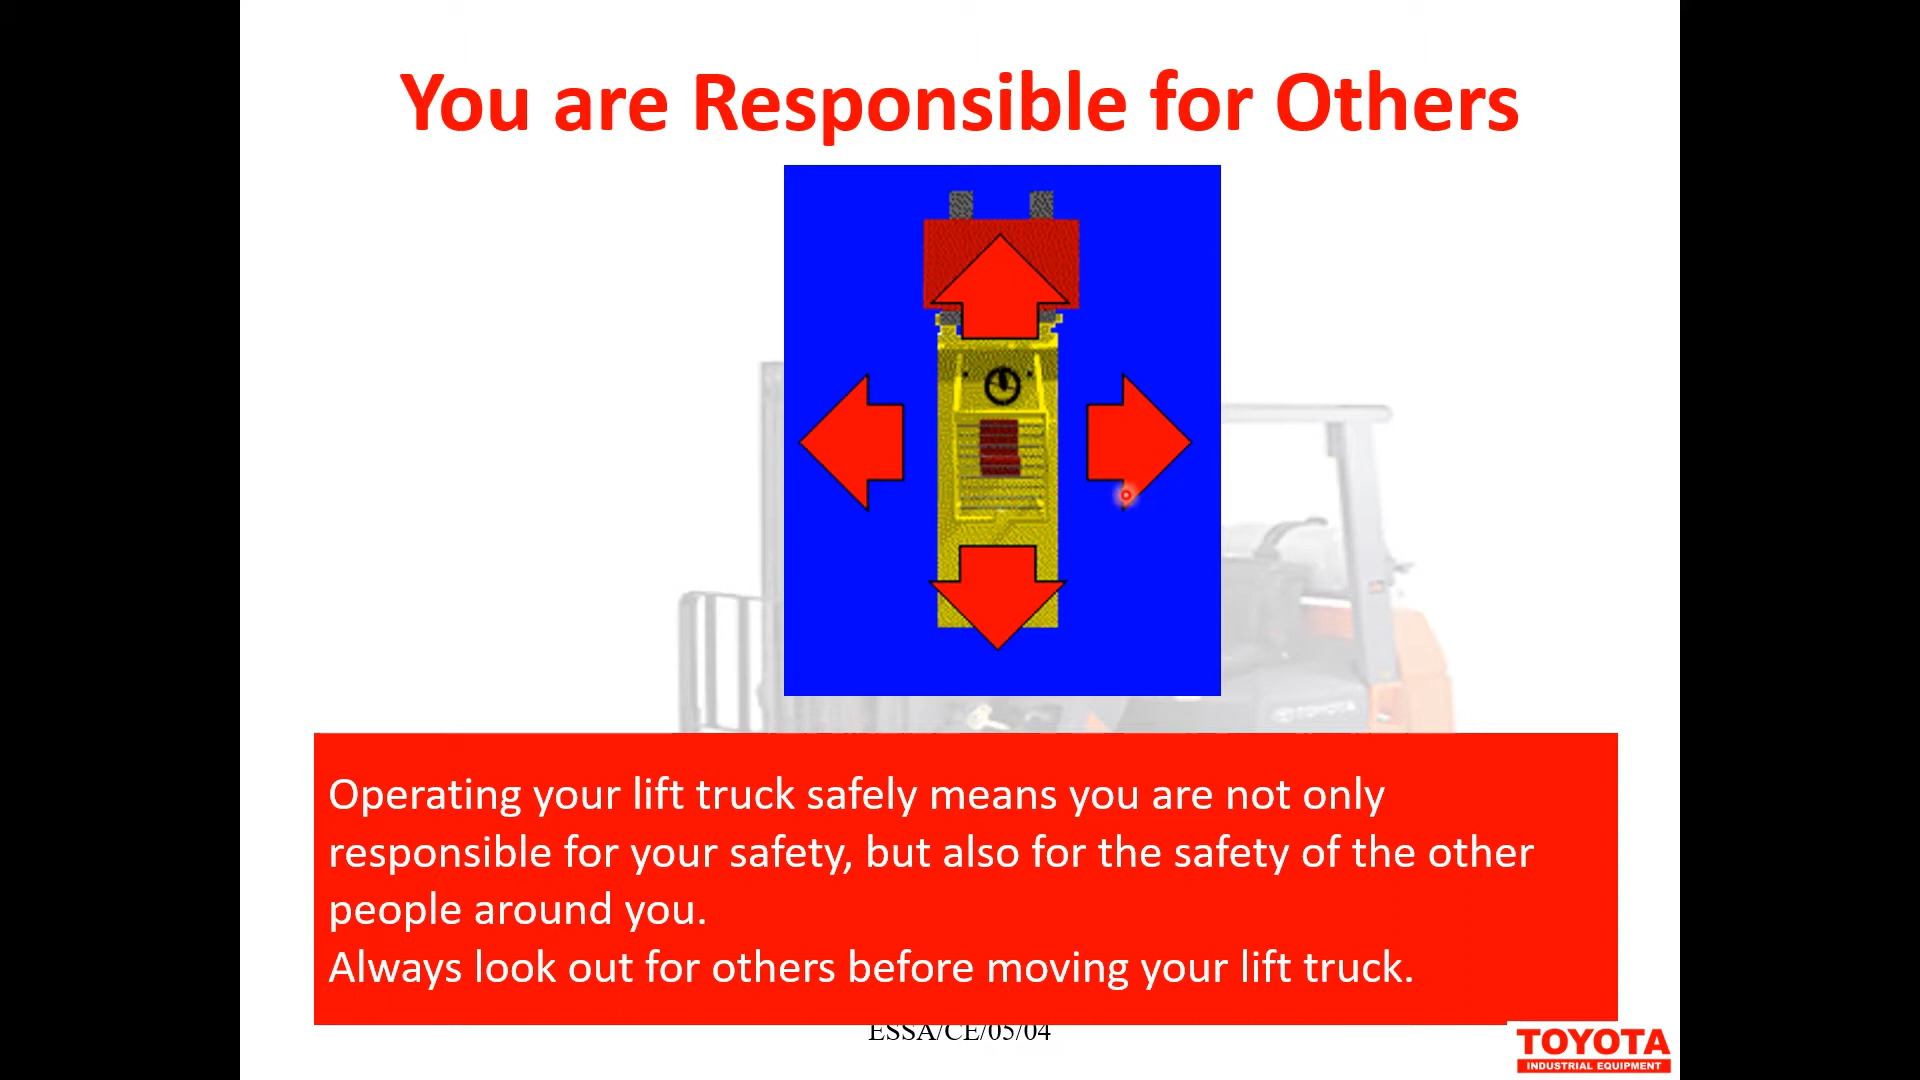 You are Responsible for Others
TOYOTA
Operating your lift truck safely means you are not only
responsible for your safety, but also for the safety of the other
people around you.
Always look out for others before moving your lift truck.
ESSA/CE/05/04
TOYOTA
INDUSTRIAL EQUIPMENT